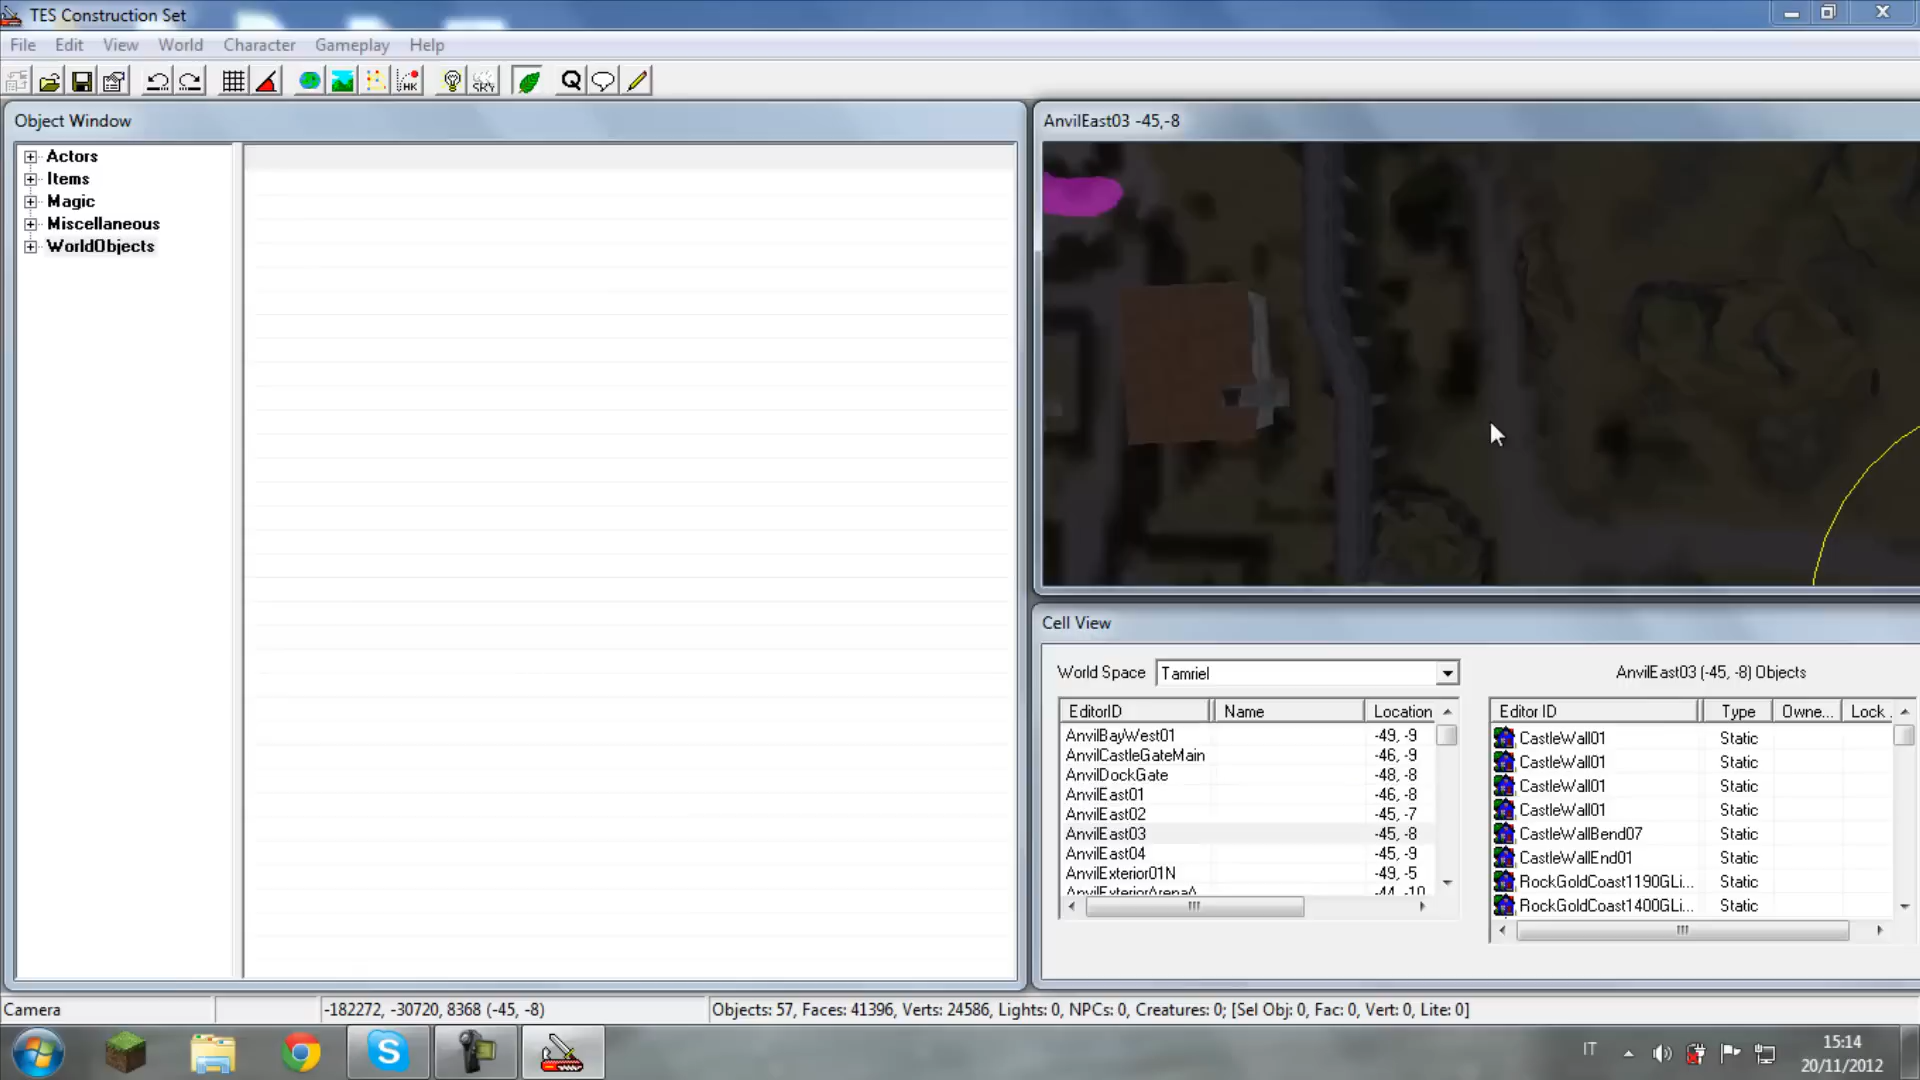 TES Construction Set
File Edit View World Character Gameplay Help
HK SKY Q
Object Window
Actors
Items
Magic
Miscellaneous
WorldObjects
AnvilEast03 -45,-8
Cell View
World Space Tamriel
AnvilEast03 (-45, -8) Objects
EditorID Name Location
AnvilBayWest01 -49, -9
AnvilCastleGateMain -46, -9
AnvilDockGate -48, -8
AnvilEast01 -46, -8
AnvilEast02 -45, -7
AnvilEast03 -45, -8
AnvilEast04 -45, -9
AnvilExterior01N -49, -5
AnvilExteriorArenaA -44, -10
Editor ID Type Owne... Lock
CastleWall01 Static
CastleWall01 Static
CastleWall01 Static
CastleWall01 Static
CastleWallBend07 Static
CastleWallEnd01 Static
RockGoldCoast1190GLi... Static
RockGoldCoast1400GLi... Static
Camera
-182272, -30720, 8368 (-45, -8)
Objects: 57, Faces: 41396, Verts: 24586, Lights: 0, NPCs: 0, Creatures: 0; [Sel Obj: 0, Fac: 0, Vert: 0, Lite: 0]
IT
15:14
20/11/2012